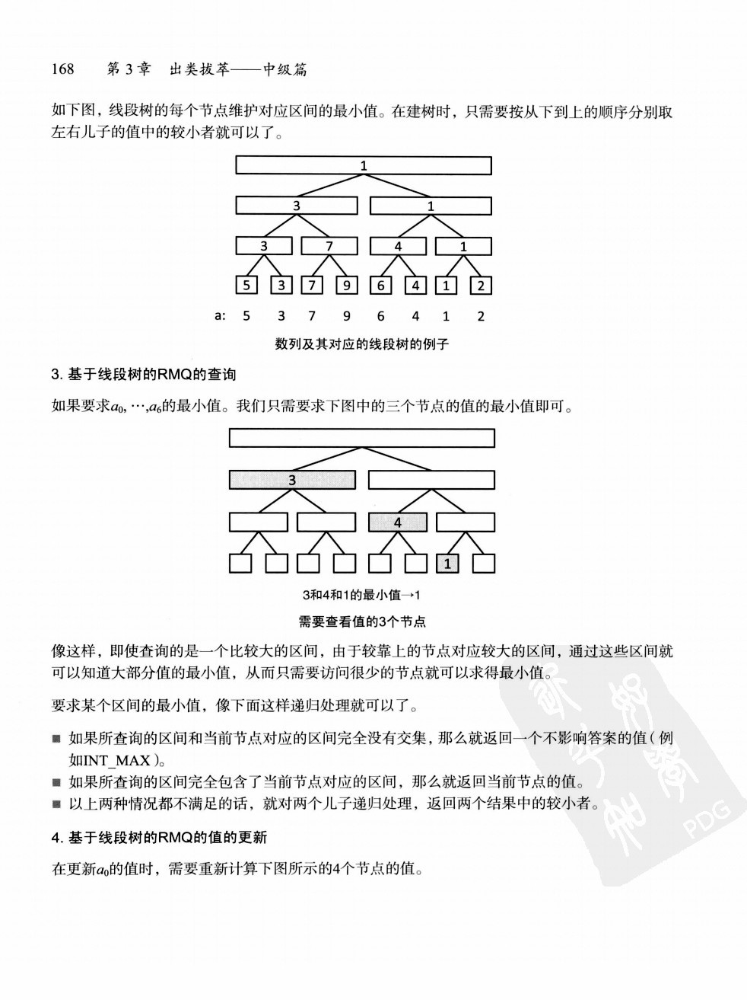 168 第3章 出类拔萃——中级篇
如下图，线段树的每个节点维护对应区间的最小值。在建树时，只需要按从下到上的顺序分别取
左右儿子的值中的较小者就可以了。
1
3 1
3 7 4 1
5 3 7 9 6 4 1 2
a: 5 3 7 9 6 4 1 2
数列及其对应的线段树的例子
3. 基于线段树的RMQ的查询
如果要求a0, …,a6的最小值。我们只需要求下图中的三个节点的值的最小值即可。
3
4
1
3和4和1的最小值→1
需要查看值的3个节点
像这样，即使查询的是一个比较大的区间，由于较靠上的节点对应较大的区间，通过这些区间就
可以知道大部分值的最小值，从而只需要访问很少的节点就可以求得最小值。
要求某个区间的最小值，像下面这样递归处理就可以了。
■ 如果所查询的区间和当前节点对应的区间完全没有交集，那么就返回一个不影响答案的值（例
如INT_MAX）。
■ 如果所查询的区间完全包含了当前节点对应的区间，那么就返回当前节点的值。
■ 以上两种情况都不满足的话，就对两个儿子递归处理，返回两个结果中的较小者。
4. 基于线段树的RMQ的值的更新
在更新a0的值时，需要重新计算下图所示的4个节点的值。
PDG